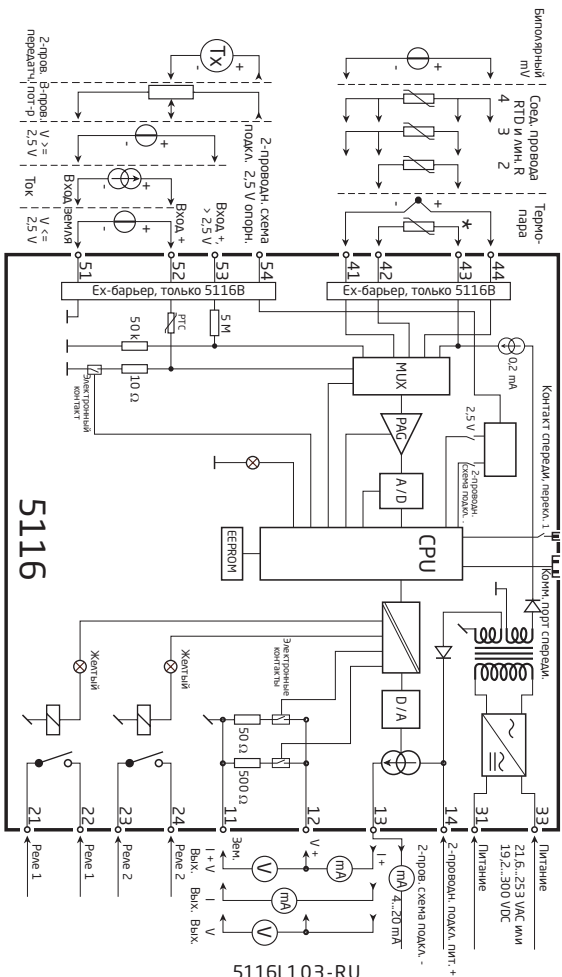 Биполярный
mV
Соед. провода
RTD и лин. R
4
3
2
Термо-
пара
+
-
+
-
*
2-пров.
передатч.
3-пров.
пот-р
V >=
2,5 V
Ток
V <=
2,5 V
Tx
+
-
+
-
+
-
+
-
2-проводн. схема
подкл. 2,5 V опорн.
Вход +,
> 2,5 V
Вход +
Вход земля
51
52
53
54
41
42
43
44
Ex-барьер, только 5116B
Ex-барьер, только 5116B
50 k
PTC
5 M
10 Ω
Электронный
контакт
0,2 mA
MUX
PAG
A/D
2,5 V
2-проводн.
схема подкл.
Контакт спереди, перекл. 1
Комм. порт спереди.
CPU
EEPROM
5116
Желтый
Желтый
Электронные
контакты
50 Ω
500 Ω
D/A
21
22
23
24
11
12
13
14
31
33
Реле 1
Реле 1
Реле 2
Реле 2
Зем.
V +
I+
V
mA
mA
V
mA
I + V
Вых.
I
Вых.
V
Вых.
4...20 mA
2-пров. схема подкл. -
2-проводн. подкл. пит. +
Питание
Питание
21,6...253 VAC или
19,2...300 VDC
5116L103-RU